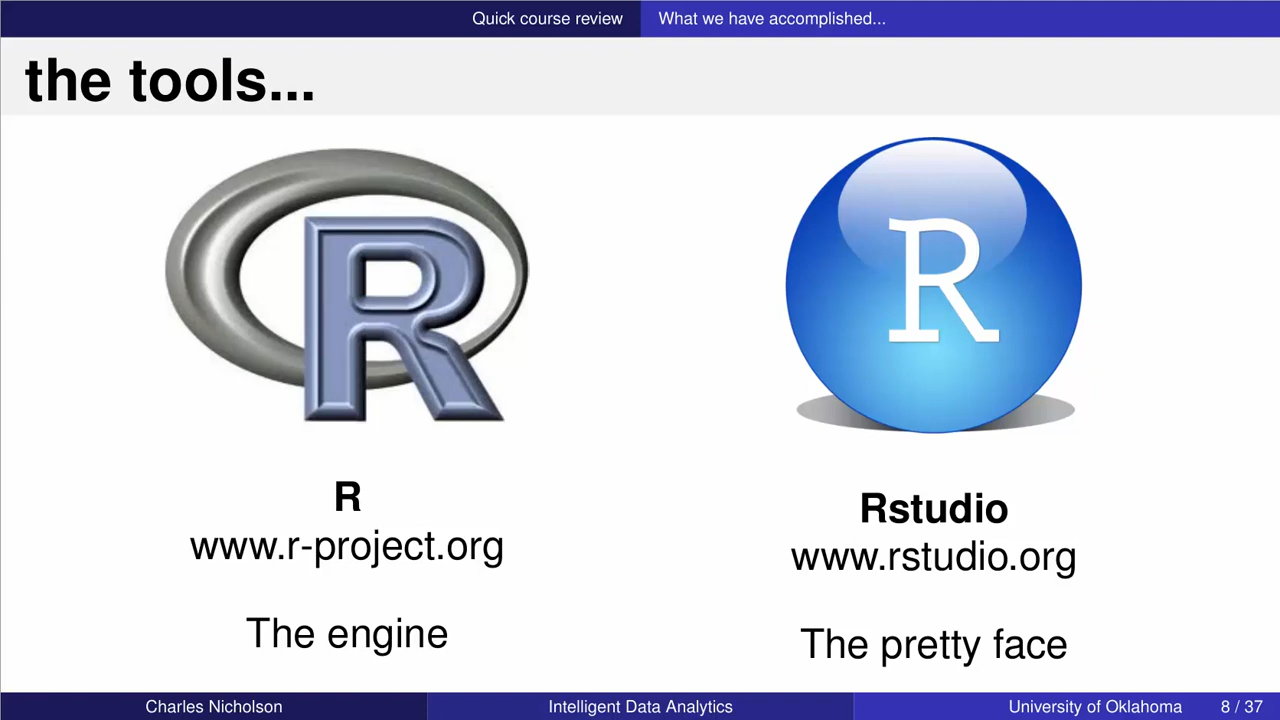 Quick course review What we have accomplished...
the tools...
R
R
R
www.r-project.org
The engine
Rstudio
www.rstudio.org
The pretty face
Charles Nicholson Intelligent Data Analytics University of Oklahoma 8 / 37